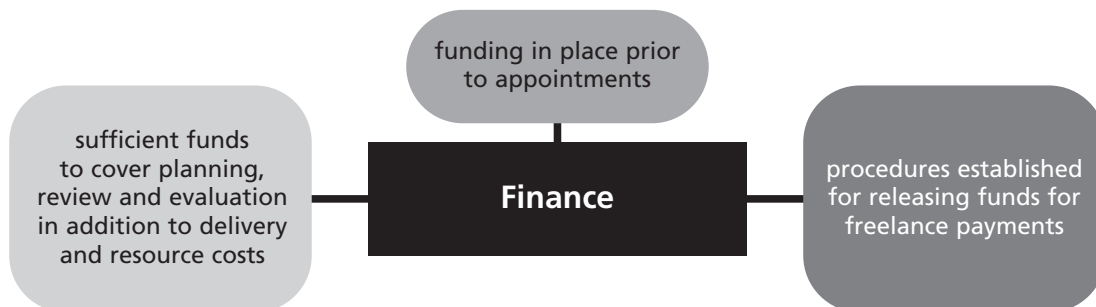 funding in place prior
to appointments
sufficient funds
to cover planning,
review and evaluation
in addition to delivery
and resource costs
Finance
procedures established
for releasing funds for
freelance payments